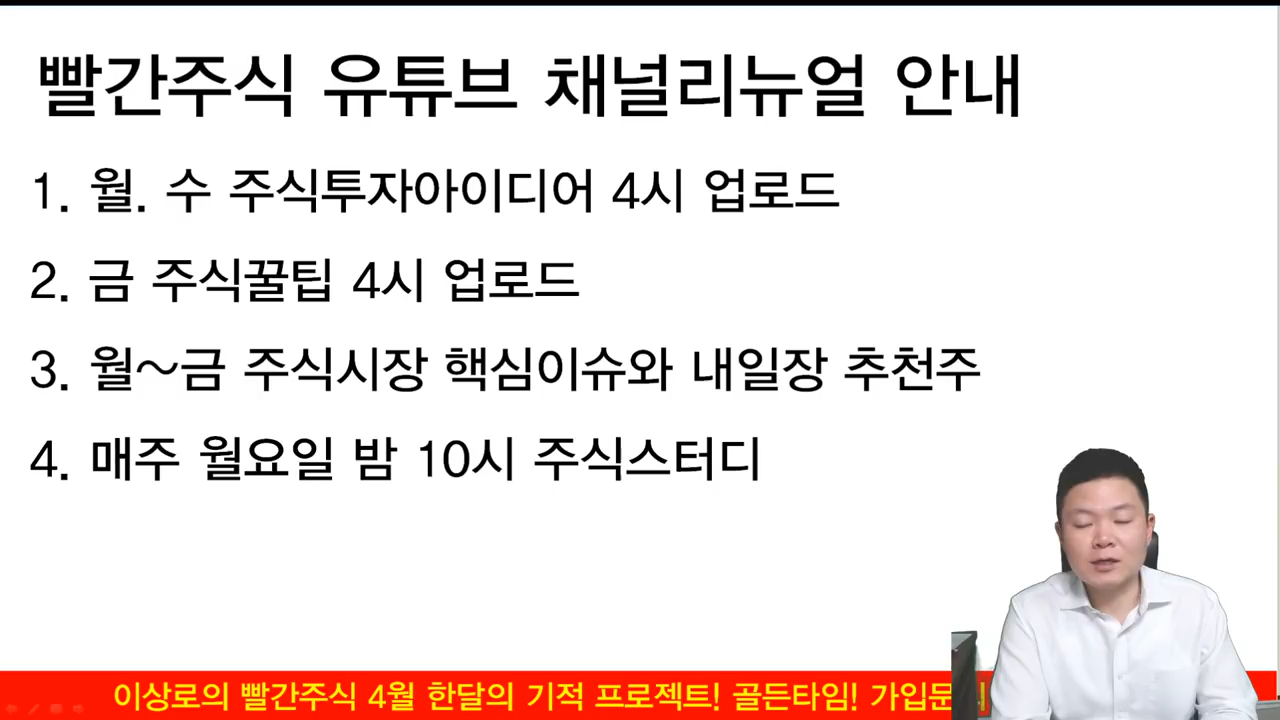 빨간주식 유튜브 채널리뉴얼 안내
1. 월. 수 주식투자아이디어 4시 업로드
2. 금 주식꿀팁 4시 업로드
3. 월~금 주식시장 핵심이슈와 내일장 추천주
4. 매주 월요일 밤 10시 주식스터디
이상로의 빨간주식 4월 한달의 기적 프로젝트! 골든타임!